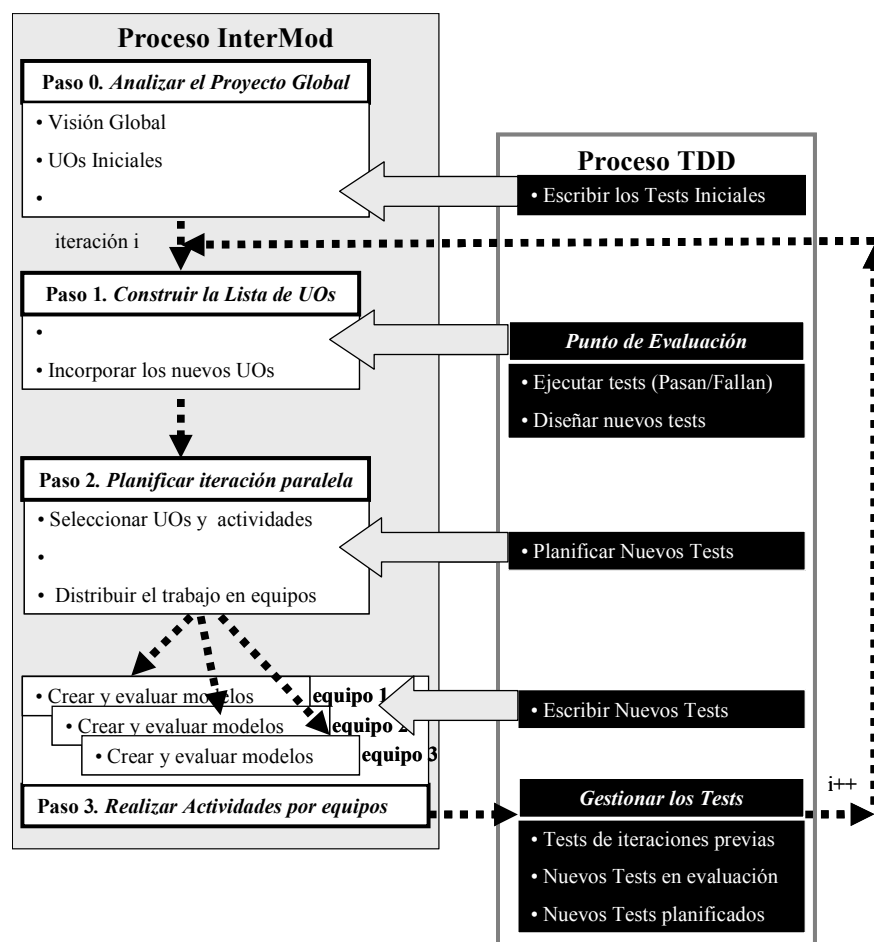 Proceso InterMod
Paso 0. Analizar el Proyecto Global
• Visión Global
• UOs Iniciales
•
iteración i
Paso 1. Construir la Lista de UOs
•
• Incorporar los nuevos UOs
Paso 2. Planificar iteración paralela
• Seleccionar UOs y actividades
•
• Distribuir el trabajo en equipos
• Crear y evaluar modelos equipo 1
• Crear y evaluar modelos equipo 2
• Crear y evaluar modelos equipo 3
Paso 3. Realizar Actividades por equipos
Proceso TDD
• Escribir los Tests Iniciales
Punto de Evaluación
• Ejecutar tests (Pasan/Fallan)
• Diseñar nuevos tests
• Planificar Nuevos Tests
• Escribir Nuevos Tests
Gestionar los Tests
• Tests de iteraciones previas
• Nuevos Tests en evaluación
• Nuevos Tests planificados
i++